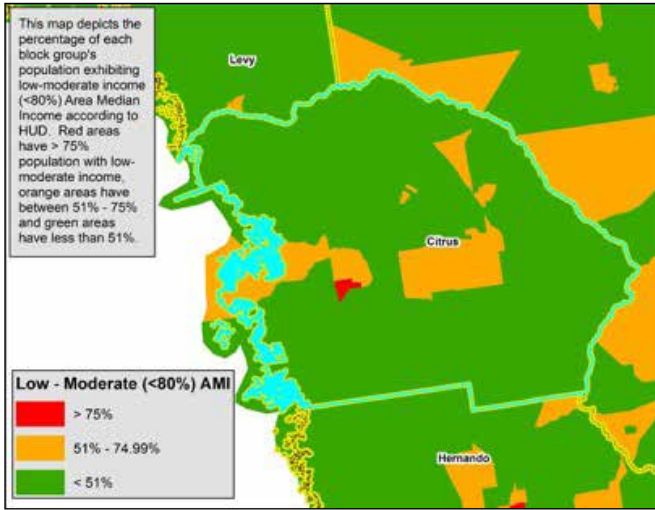 This map depicts the
percentage of each
block group's
population exhibiting
low-moderate income
(<80%) Area Median
Income according to
HUD. Red areas
have > 75%
population with low-
moderate income,
orange areas have
between 51% - 75%
and green areas
have less than 51%.
Levy
Citrus
Hernando
Low - Moderate (<80%) AMI
> 75%
51% - 74.99%
< 51%